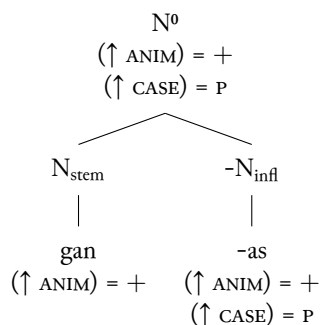 N⁰
(↑ ANIM) = +
(↑ CASE) = P
N_stem -N_infl
gan -as
(↑ ANIM) = + (↑ ANIM) = +
(↑ CASE) = P